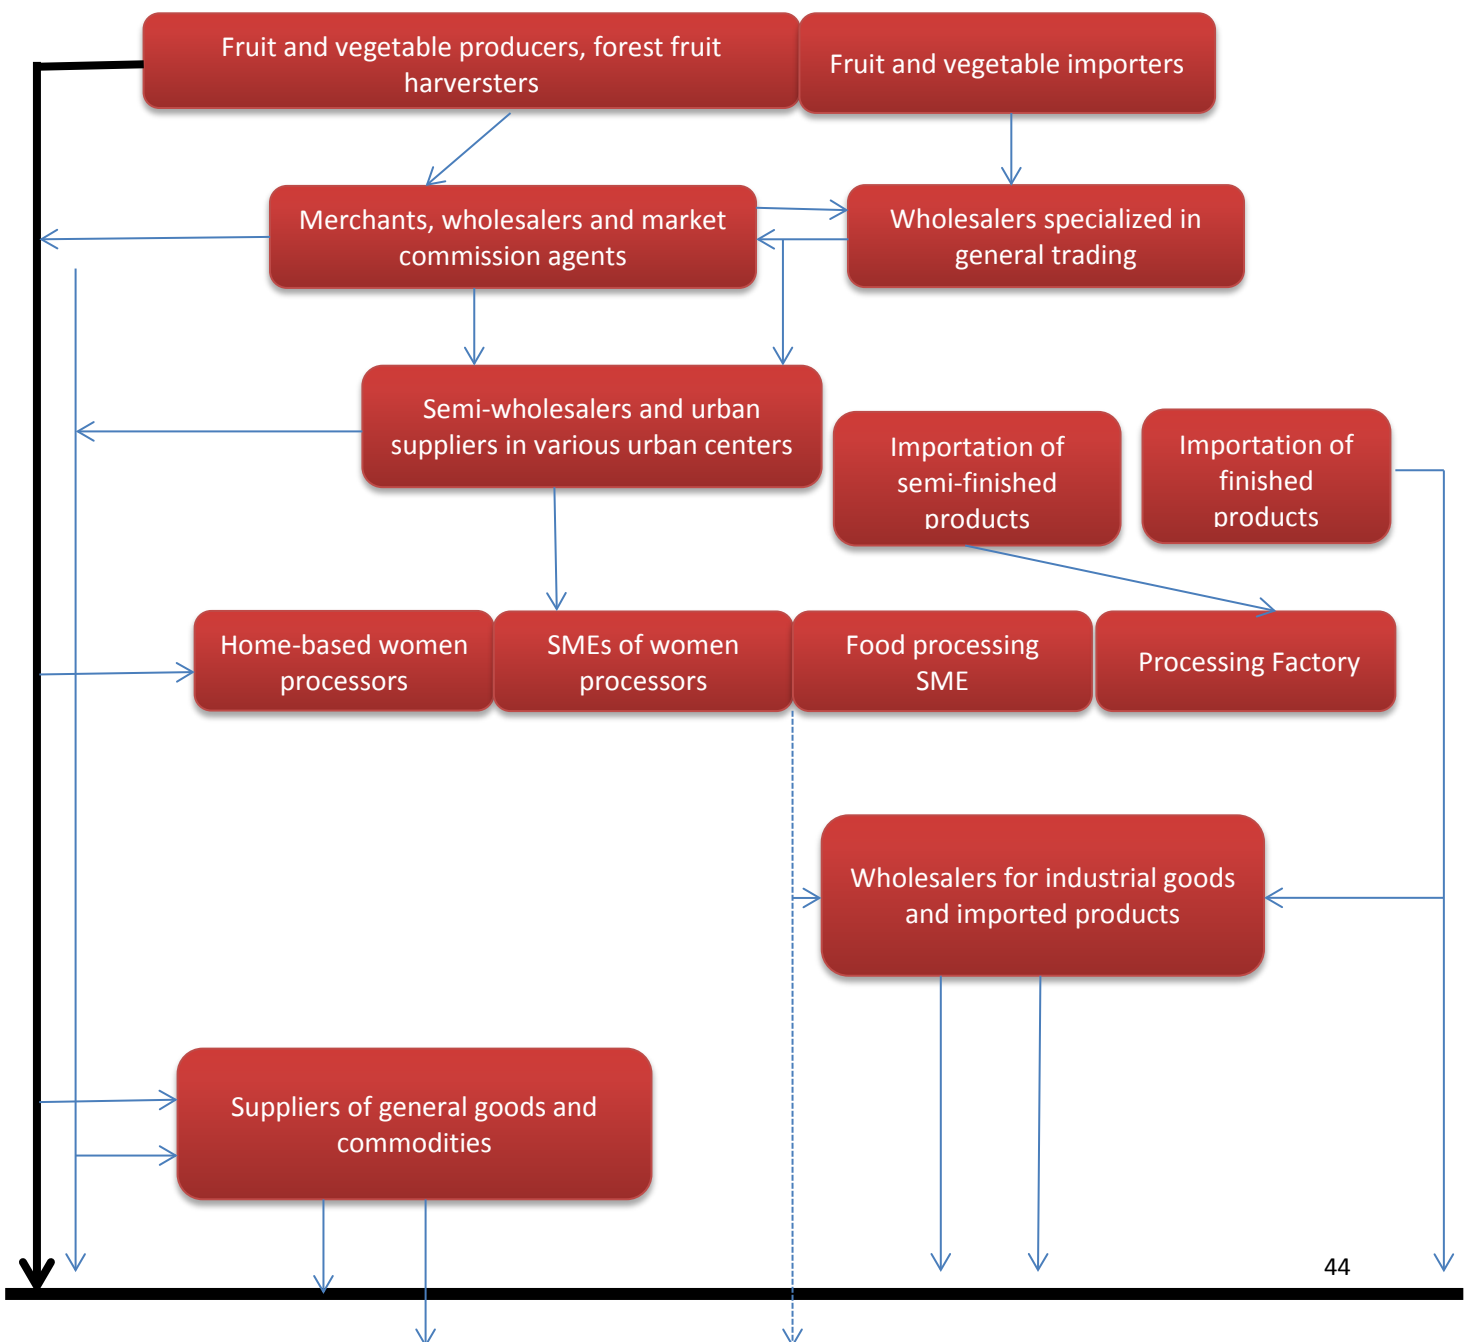 Fruit and vegetable producers, forest fruit
harversters
Fruit and vegetable importers
Merchants, wholesalers and market
commission agents
Wholesalers specialized in
general trading
Semi-wholesalers and urban
suppliers in various urban centers
Importation of
semi-finished
products
Importation of
finished
products
Home-based women
processors
SMEs of women
processors
Food processing
SME
Processing Factory
Wholesalers for industrial goods
and imported products
Suppliers of general goods and
commodities
44